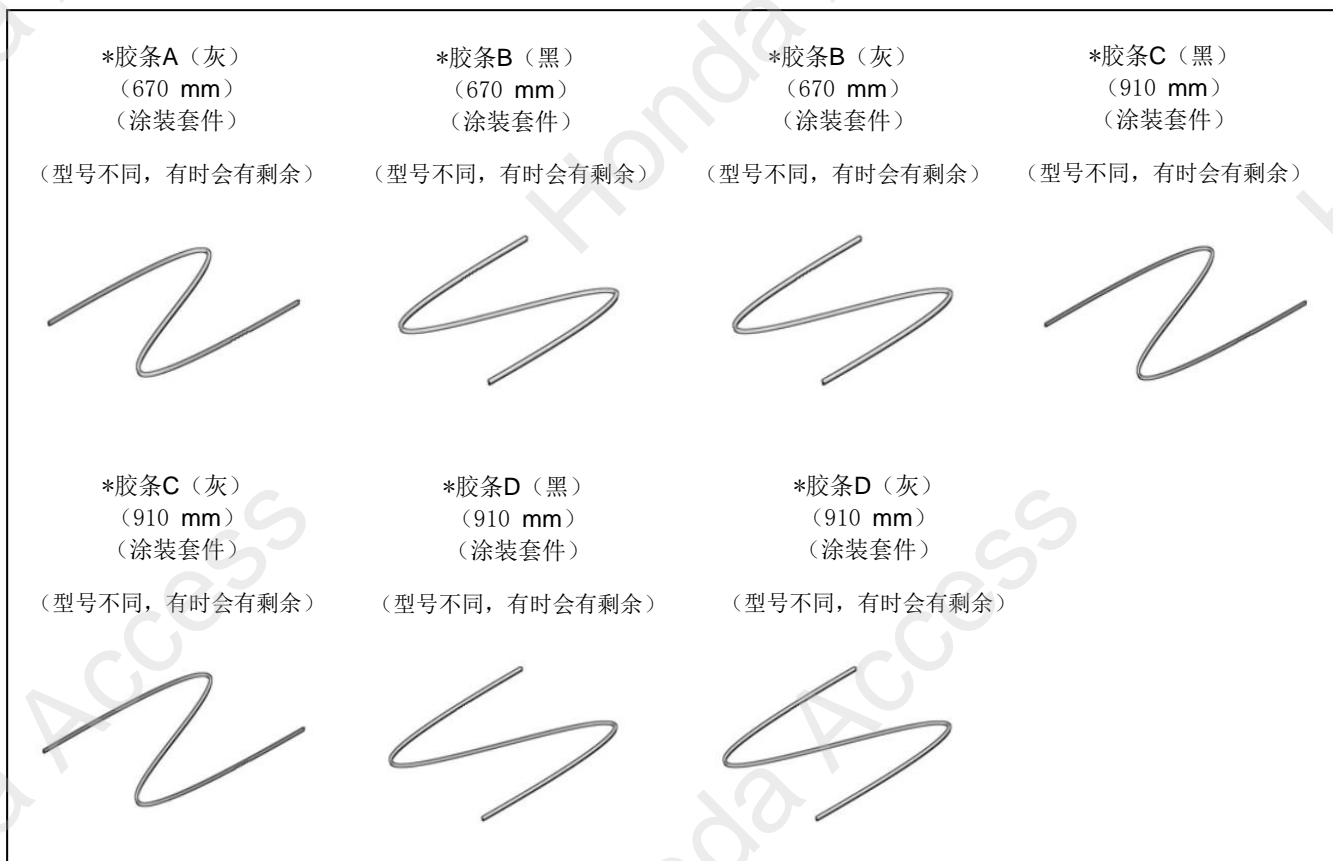 *胶条A（灰）
（670 mm）
（涂装套件）
（型号不同，有时会有剩余）
*胶条B（黑）
（670 mm）
（涂装套件）
（型号不同，有时会有剩余）
*胶条B（灰）
（670 mm）
（涂装套件）
（型号不同，有时会有剩余）
*胶条C（黑）
（910 mm）
（涂装套件）
（型号不同，有时会有剩余）
*胶条C（灰）
（910 mm）
（涂装套件）
（型号不同，有时会有剩余）
*胶条D（黑）
（910 mm）
（涂装套件）
（型号不同，有时会有剩余）
*胶条D（灰）
（910 mm）
（涂装套件）
（型号不同，有时会有剩余）
Honda
Access
Honda Access